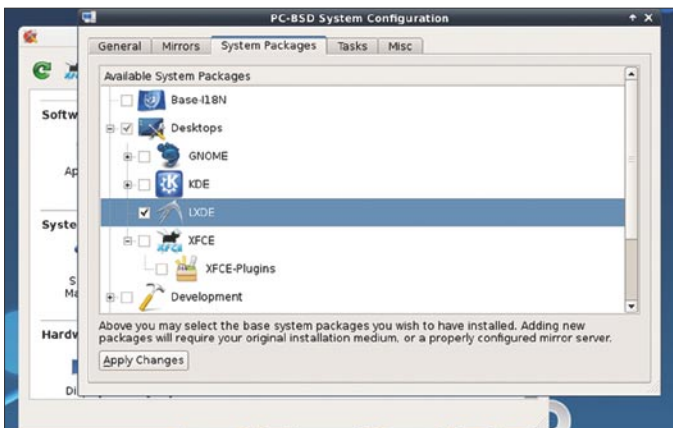 PC-BSD System Configuration
General Mirrors System Packages Tasks Misc
Available System Packages
Base-I18N
Softw
Desktops
GNOME
Ap
KDE
LXDE
Syste
XFCE
XFCE-Plugins
S
Ma
Development
Above you may select the base system packages you wish to have installed. Adding new
Hardw
packages will require your original installation medium, or a properly configured mirror server.
Apply Changes
Di